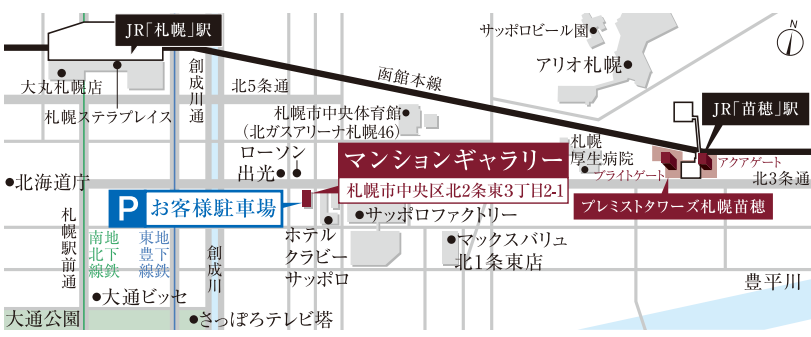 JR「札幌」駅
大丸札幌店
札幌ステラプレイス
創成川通
北5条通
函館本線
サッポロビール園
アリオ札幌
N
JR「苗穂」駅
札幌市中央体育館
(北ガスアリーナ札幌46)
ローソン
出光
マンションギャラリー
札幌市中央区北2条東3丁目2-1
札幌
厚生病院
ブライトゲート
アクアゲート
北3条通
プレミストタワーズ札幌苗穂
北海道庁
P お客様駐車場
札幌駅前通
地下鉄
南北線
地下鉄
東豊線
創成川
ホテル
クラビー
サッポロ
サッポロファクトリー
マックスバリュ
北1条東店
大通ビッセ
大通公園
さっぽろテレビ塔
豊平川